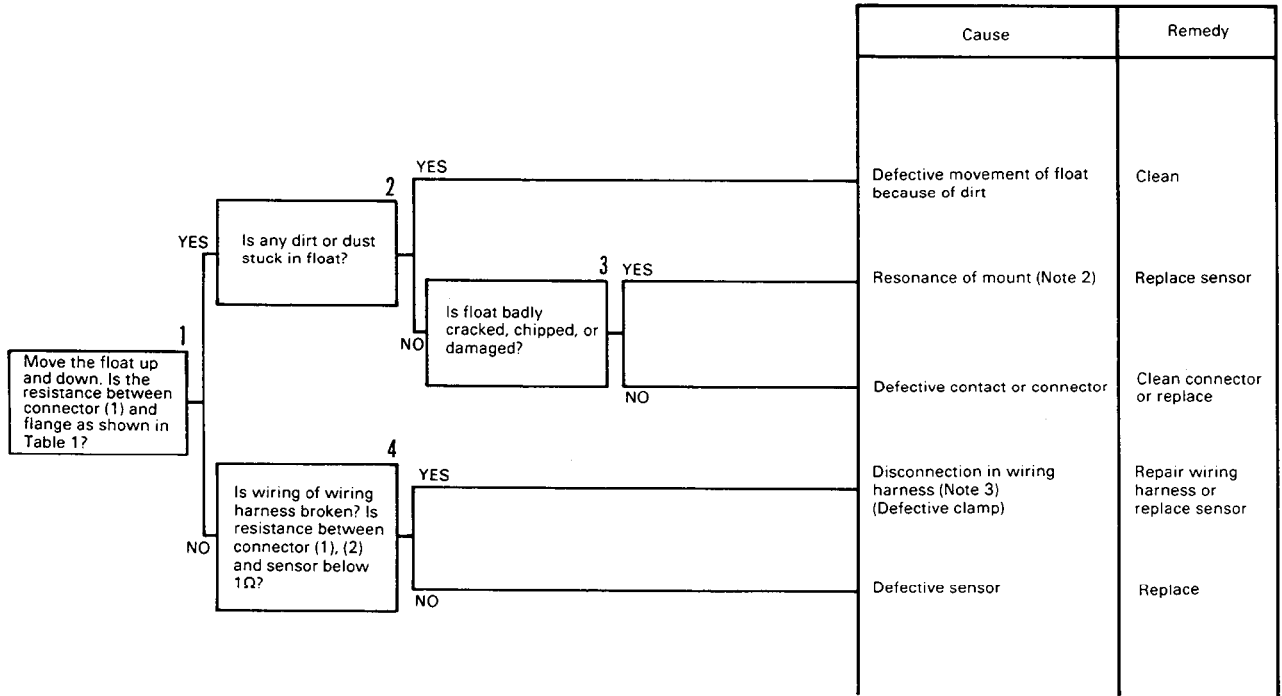 Cause
Remedy
YES
2
Defective movement of float
because of dirt
Clean
YES
Is any dirt or dust
stuck in float?
3
YES
Resonance of mount (Note 2)
Replace sensor
1
NO
Is float badly
cracked, chipped, or
damaged?
Move the float up
and down. Is the
resistance between
connector (1) and
flange as shown in
Table 1?
NO
Defective contact or connector
Clean connector
or replace
4
YES
Disconnection in wiring
harness (Note 3)
(Defective clamp)
Repair wiring
harness or
replace sensor
NO
Is wiring of wiring
harness broken? Is
resistance between
connector (1), (2)
and sensor below
1Ω?
NO
Defective sensor
Replace